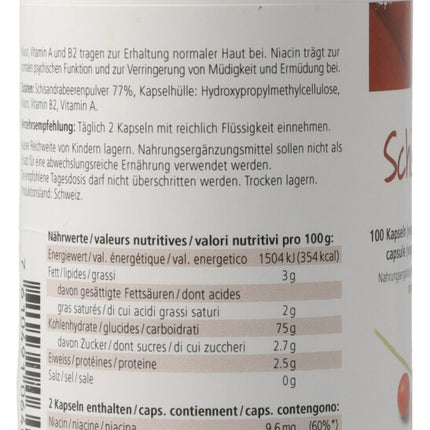 Niacin, Vitamin A und B2 tragen zur Erhaltung normaler Haut bei. Niacin trägt zur
normalen psychischen Funktion und zur Verringerung von Müdigkeit und Ermüdung bei.
Zutaten: Schisandrabeerenpulver 77%, Kapselhülle: Hydroxypropylmethylcellulose,
Niacin, Vitamin B2, Vitamin A.
Verzehrsempfehlung: Täglich 2 Kapseln mit reichlich Flüssigkeit einnehmen.
Ausser Reichweite von Kindern lagern. Nahrungsergänzungsmittel sollen nicht als
Ersatz für eine abwechslungsreiche Ernährung verwendet werden.
empfohlene Tagesdosis darf nicht überschritten werden. Trocken lagern.
Produktionsland: Schweiz.
Nährwerte/valeurs nutritives/valori nutritivi pro 100g:
Energiewert/val. énergétique/val. energetico 1504 kJ (354kcal)
Fett/lipides/grassi 3g
davon gesättigte Fettsäuren/dont acides
gras saturés/di cui acidi grassi saturi 2g
Kohlenhydrate/glucides/carboidrati 75g
davon Zucker/dont sucres/di cui zuccheri 2.7g
Eiweiss/protéines/proteine 2.5g
Salz/sel/sale 0g
2 Kapseln enthalten/caps. contiennent/caps. contengono:
Niacin/niacine/niacina 9.6 mg (60%*)
Sch
100 Kapseln
capsule
Nahrungsergänz